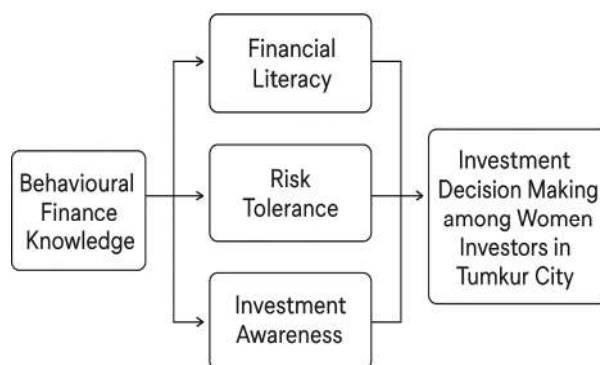 Behavioural
Finance
Knowledge
Financial
Literacy
Risk
Tolerance
Investment
Awareness
Investment
Decision Making
among Women
Investors in
Tumkur City